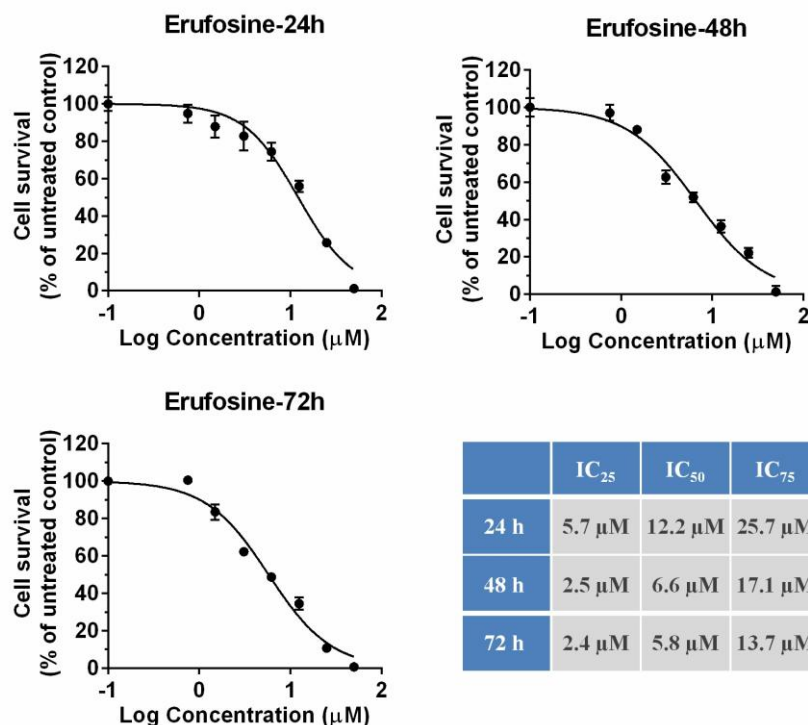 Erufosine-24h
Cell survival
(% of untreated control)
120
100
80
60
40
20
0
-1
0
1
2
Log Concentration (μM)
Erufosine-48h
Cell survival
(% of untreated control)
120
100
80
60
40
20
0
-1
0
1
2
Log Concentration (μM)
Erufosine-72h
Cell survival
(% of untreated control)
120
100
80
60
40
20
0
-1
0
1
2
Log Concentration (μM)
IC25 IC50 IC75
24 h 5.7 μM 12.2 μM 25.7 μM
48 h 2.5 μM 6.6 μM 17.1 μM
72 h 2.4 μM 5.8 μM 13.7 μM